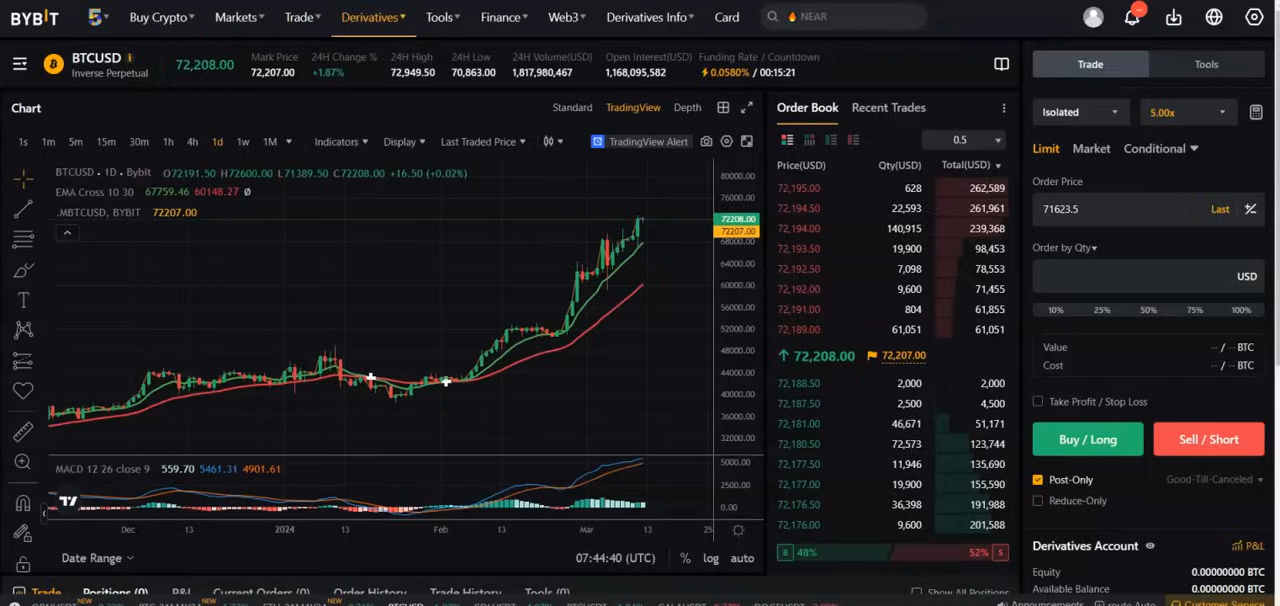 BYBIT Buy Crypto Markets Trade Derivatives Tools Finance Web3 Derivatives Info Card NEAR
BTCUSD
Inverse Perpetual
72,208.00
Mark Price
72,207.00
24H Change %
+1.87%
24H High
72,949.50
24H Low
70,863.00
24H Volume(USD)
1,817,980,467
Open Interest(USD)
1,168,095,582
Funding Rate / Countdown
0.0580% / 00:15:21
Chart
Standard TradingView Depth
1s 1m 5m 15m 30m 1h 4h 1d 1w 1M Indicators Display Last Traded Price TradingView Alert
BTCUSD • 1D • Bybit O72191.50 H72600.00 L71389.50 C72208.00 +16.50 (+0.02%)
EMA Cross 10 30 67759.46 60148.27 Ø
.MBTCUSD, BYBIT 72207.00
80000.00
76000.00
72208.00
72207.00
68000.00
64000.00
60000.00
56000.00
52000.00
48000.00
44000.00
40000.00
36000.00
32000.00
MACD 12 26 close 9 559.70 5461.31 4901.61
5000.00
2500.00
0.00
Dec 13 2024 13 Feb 13 Mar 13 25
Date Range 07:44:40 (UTC) % log auto
Order Book Recent Trades
0.5
Price(USD) Qty(USD) Total(USD)
72,195.00 628 262,589
72,194.50 22,593 261,961
72,194.00 140,915 239,368
72,193.50 19,900 98,453
72,192.50 7,098 78,553
72,192.00 9,600 71,455
72,191.00 804 61,855
72,189.00 61,051 61,051
72,208.00 72,207.00
72,188.50 2,000 2,000
72,187.50 2,500 4,500
72,181.00 46,671 51,171
72,180.50 72,573 123,744
72,177.50 11,946 135,690
72,177.00 19,900 155,590
72,176.50 36,398 191,988
72,176.00 9,600 201,588
B 48% 52% S
Trade Tools
Isolated 5.00x
Limit Market Conditional
Order Price
71623.5 Last
Order by Qty
USD
10% 25% 50% 75% 100%
Value -- / -- BTC
Cost -- / -- BTC
Take Profit / Stop Loss
Buy / Long Sell / Short
Post-Only Good-Till-Canceled
Reduce-Only
Derivatives Account P&L
Equity 0.00000000 BTC
Available Balance 0.00000000 BTC
Trade Positions (0) P&L Current Orders (0) Order History Trade History Tools (0) Show All Positions
Announcements Customer Service